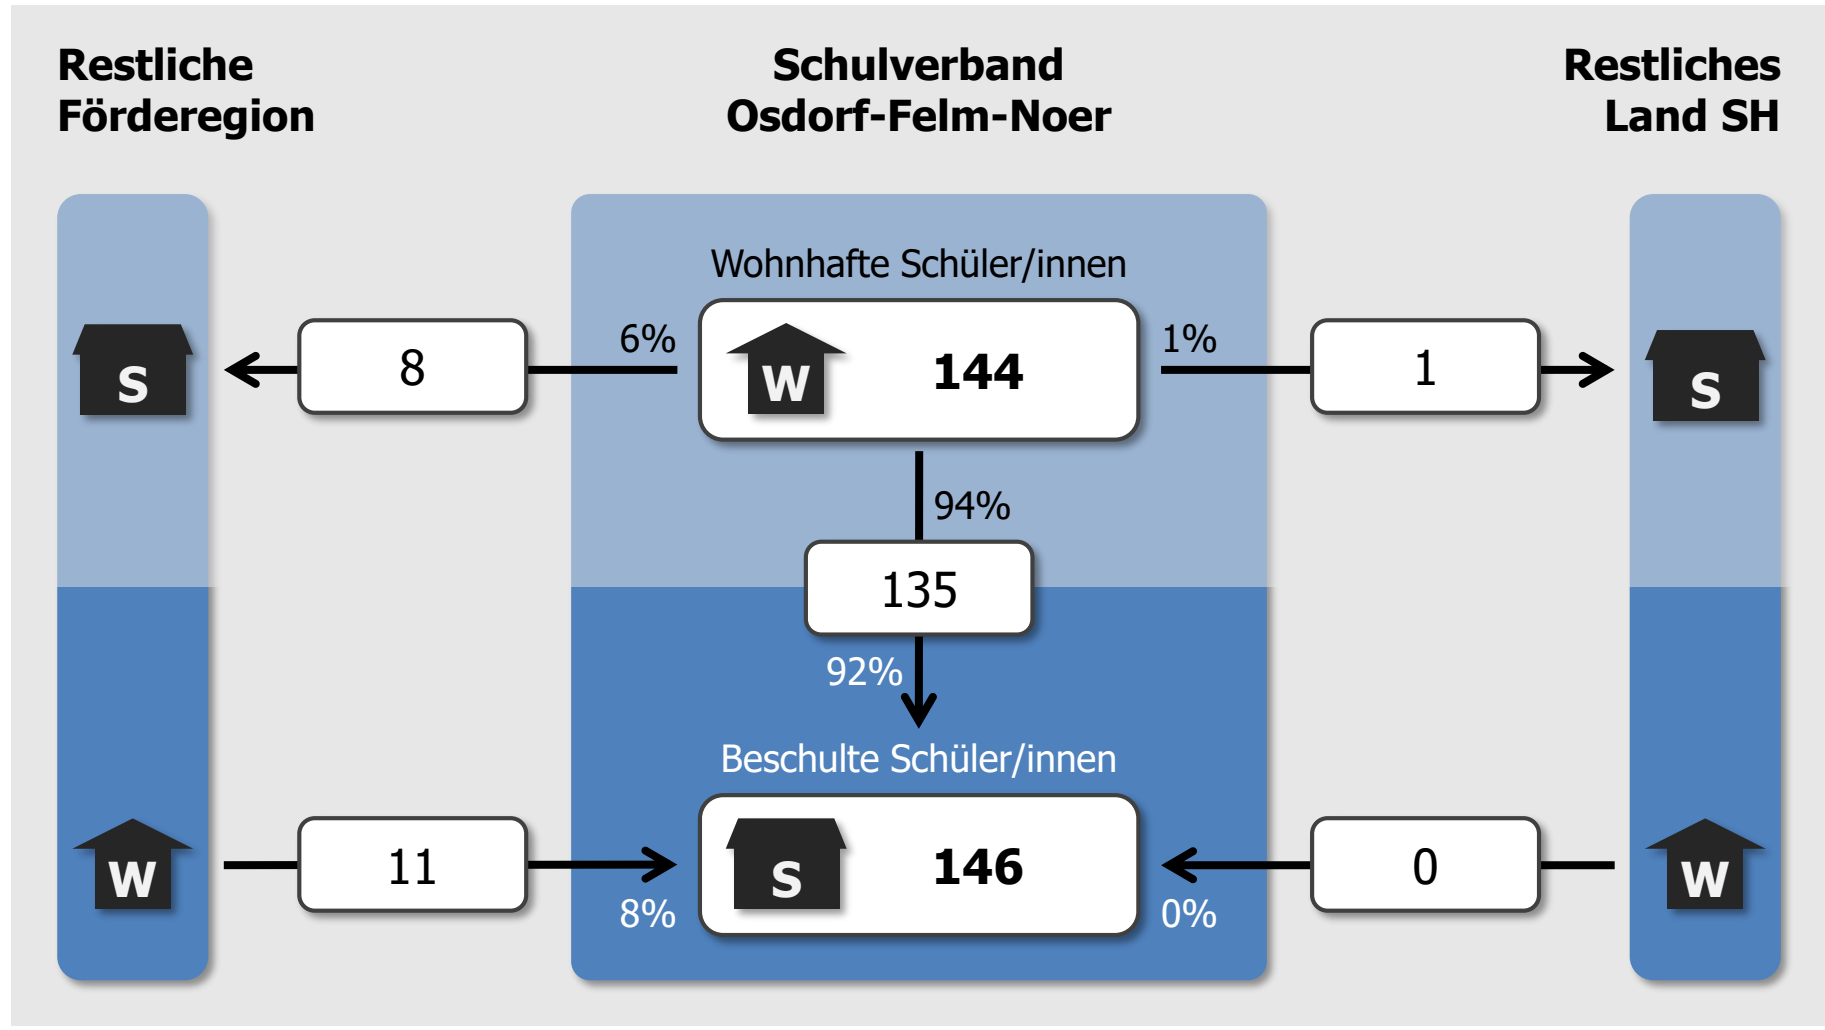 Restliche
Förderegion
Schulverband
Osdorf-Felm-Noer
Restliches
Land SH
Wohnhafte Schüler/innen
S
8
6%
W
144
1%
1
S
94%
135
92%
Beschulte Schüler/innen
W
11
8%
S
146
0%
0
W